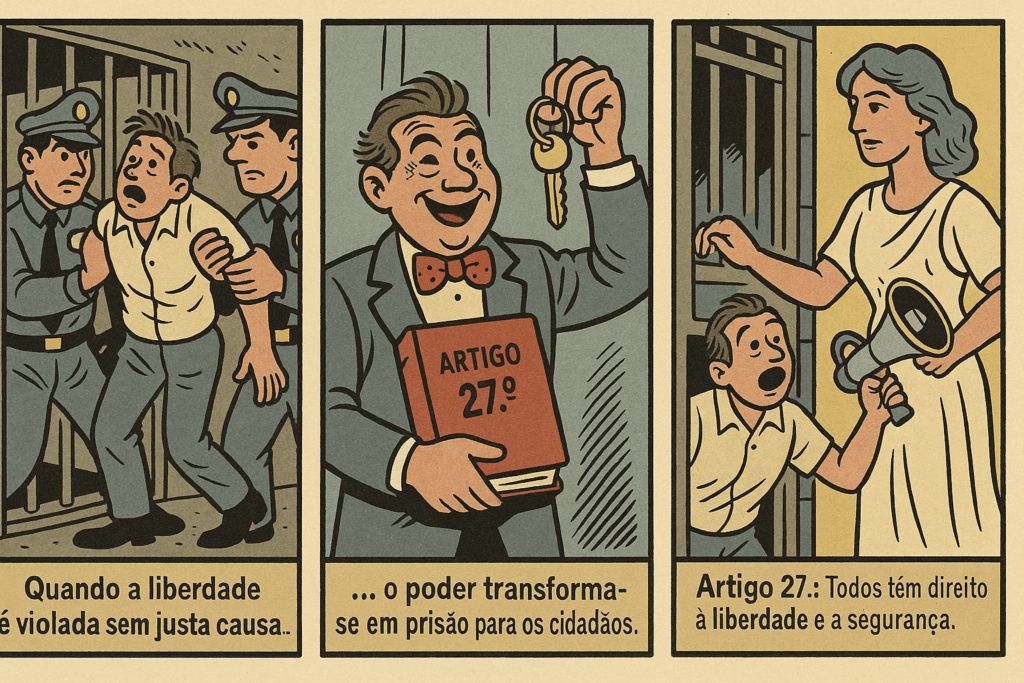 Quando a liberdade
é violada sem justa causa..
ARTIGO
27.º
... o poder transforma-
se em prisão para os cidadãos.
Artigo 27.: Todos tém direito
à liberdade e a segurança.